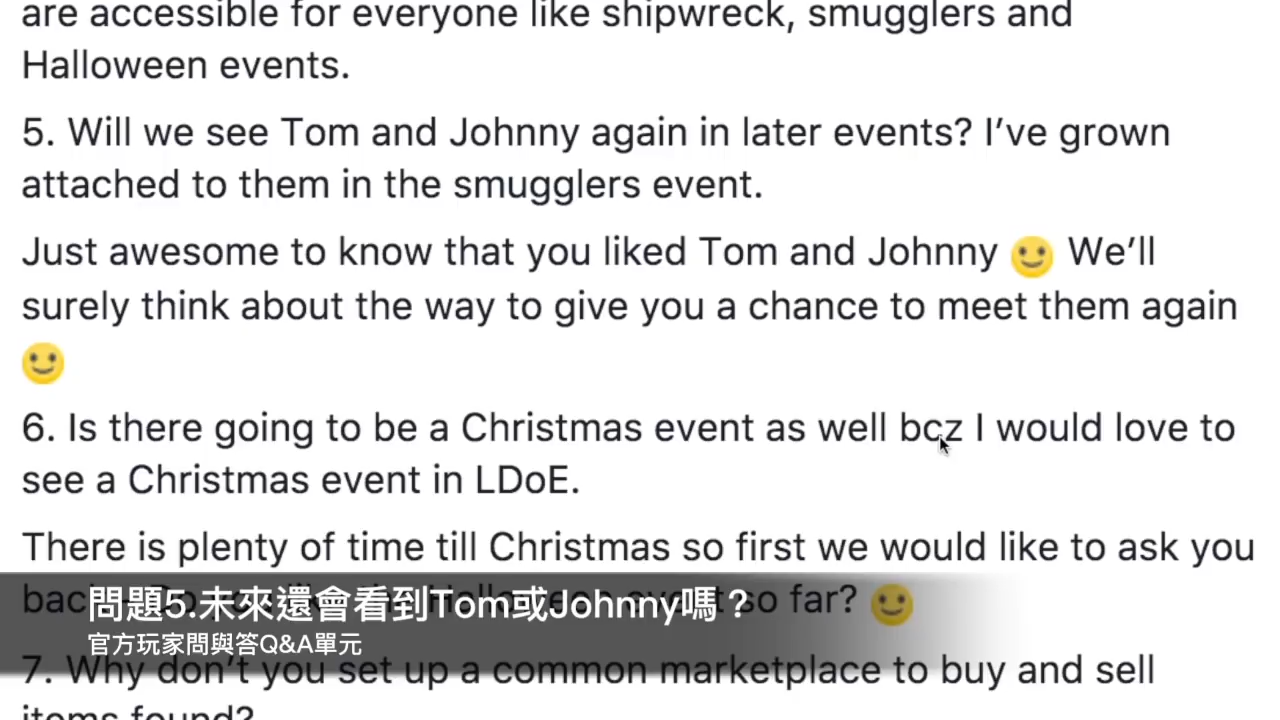 are accessible for everyone like shipwreck, smugglers and
Halloween events.
5. Will we see Tom and Johnny again in later events? I’ve grown
attached to them in the smugglers event.
Just awesome to know that you liked Tom and Johnny 🙂 We’ll
surely think about the way to give you a chance to meet them again
🙂
6. Is there going to be a Christmas event as well bcz I would love to
see a Christmas event in LDoE.
There is plenty of time till Christmas so first we would like to ask you
so far? 🙂
問題5.未來還會看到Tom或Johnny嗎？
官方玩家問與答Q&A單元
7. Why don’t you set up a common marketplace to buy and sell
items found?